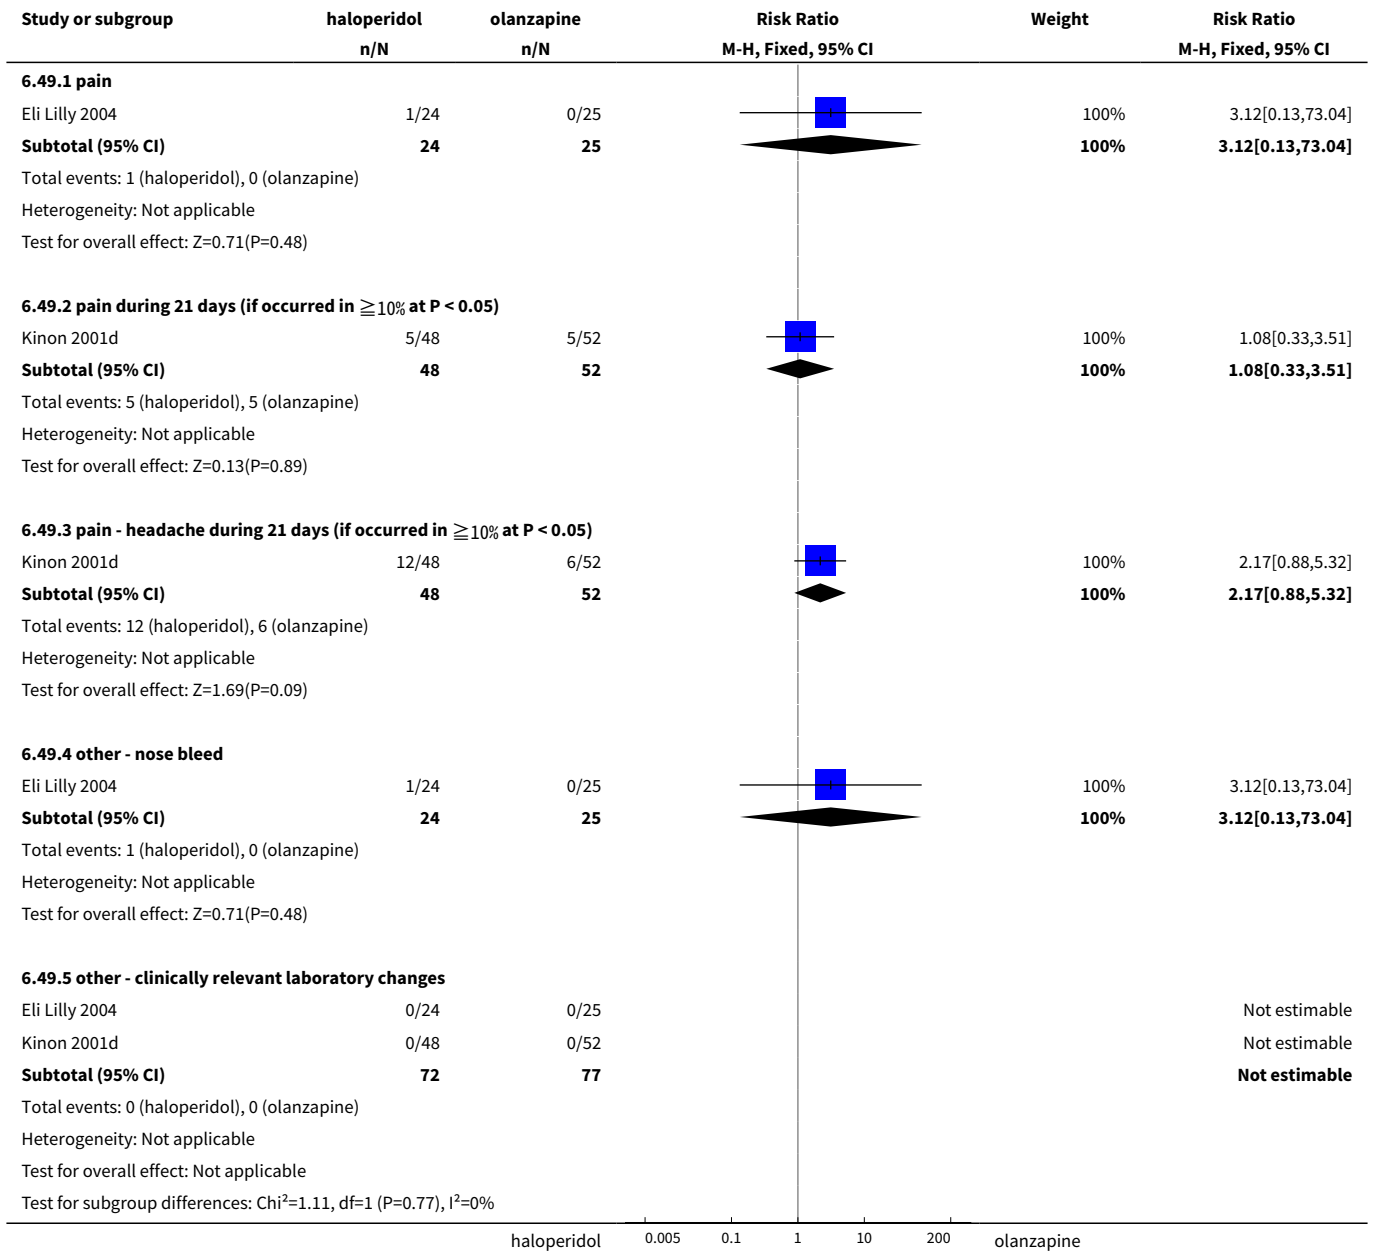 Study or subgroup haloperidol olanzapine Risk Ratio Weight Risk Ratio
n/N n/N M-H, Fixed, 95% CI M-H, Fixed, 95% CI
6.49.1 pain
Eli Lilly 2004 1/24 0/25 100% 3.12[0.13,73.04]
Subtotal (95% CI) 24 25 100% 3.12[0.13,73.04]
Total events: 1 (haloperidol), 0 (olanzapine)
Heterogeneity: Not applicable
Test for overall effect: Z=0.71(P=0.48)
6.49.2 pain during 21 days (if occurred in ≧10% at P < 0.05)
Kinon 2001d 5/48 5/52 100% 1.08[0.33,3.51]
Subtotal (95% CI) 48 52 100% 1.08[0.33,3.51]
Total events: 5 (haloperidol), 5 (olanzapine)
Heterogeneity: Not applicable
Test for overall effect: Z=0.13(P=0.89)
6.49.3 pain - headache during 21 days (if occurred in ≧10% at P < 0.05)
Kinon 2001d 12/48 6/52 100% 2.17[0.88,5.32]
Subtotal (95% CI) 48 52 100% 2.17[0.88,5.32]
Total events: 12 (haloperidol), 6 (olanzapine)
Heterogeneity: Not applicable
Test for overall effect: Z=1.69(P=0.09)
6.49.4 other - nose bleed
Eli Lilly 2004 1/24 0/25 100% 3.12[0.13,73.04]
Subtotal (95% CI) 24 25 100% 3.12[0.13,73.04]
Total events: 1 (haloperidol), 0 (olanzapine)
Heterogeneity: Not applicable
Test for overall effect: Z=0.71(P=0.48)
6.49.5 other - clinically relevant laboratory changes
Eli Lilly 2004 0/24 0/25 Not estimable
Kinon 2001d 0/48 0/52 Not estimable
Subtotal (95% CI) 72 77 Not estimable
Total events: 0 (haloperidol), 0 (olanzapine)
Heterogeneity: Not applicable
Test for overall effect: Not applicable
Test for subgroup differences: Chi²=1.11, df=1 (P=0.77), I²=0%
haloperidol 0.005 0.1 1 10 200 olanzapine